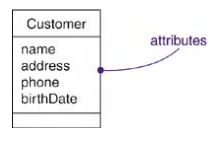 Customer
attributes
name
address
phone
birthDate